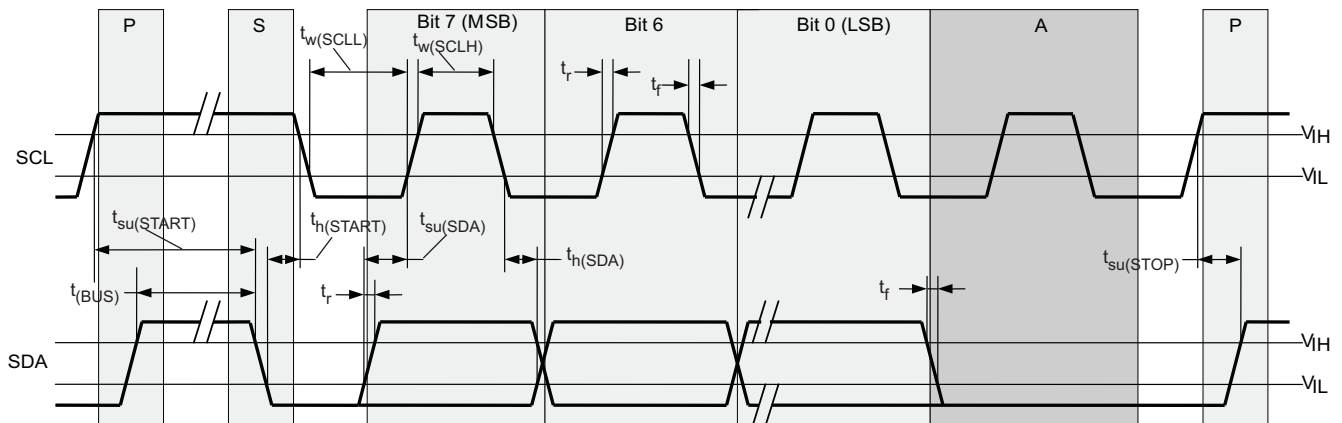 P S Bit 7 (MSB) Bit 6 Bit 0 (LSB) A P
tw(SCLL) tw(SCLH) tr tf
SCL VIH
VIL
tsu(START) th(START) tsu(SDA) th(SDA) tsu(STOP)
t(BUS) tr tf
SDA VIH
VIL